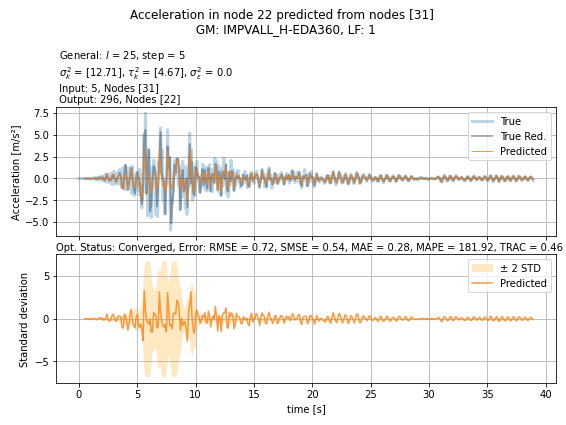 Acceleration in node 22 predicted from nodes [31]
GM: IMPVALL_H-EDA360, LF: 1
General: l = 25, step = 5
σ²ₖ = [12.71], τ²ₖ = [4.67], σ²ε = 0.0
Input: 5, Nodes [31]
Output: 296, Nodes [22]
Acceleration [m/s²]
7.5
5.0
2.5
0.0
−2.5
−5.0
True
True Red.
Predicted
Opt. Status: Converged, Error: RMSE = 0.72, SMSE = 0.54, MAE = 0.28, MAPE = 181.92, TRAC = 0.46
Standard deviation
5
0
−5
± 2 STD
Predicted
0 5 10 15 20 25 30 35 40
time [s]